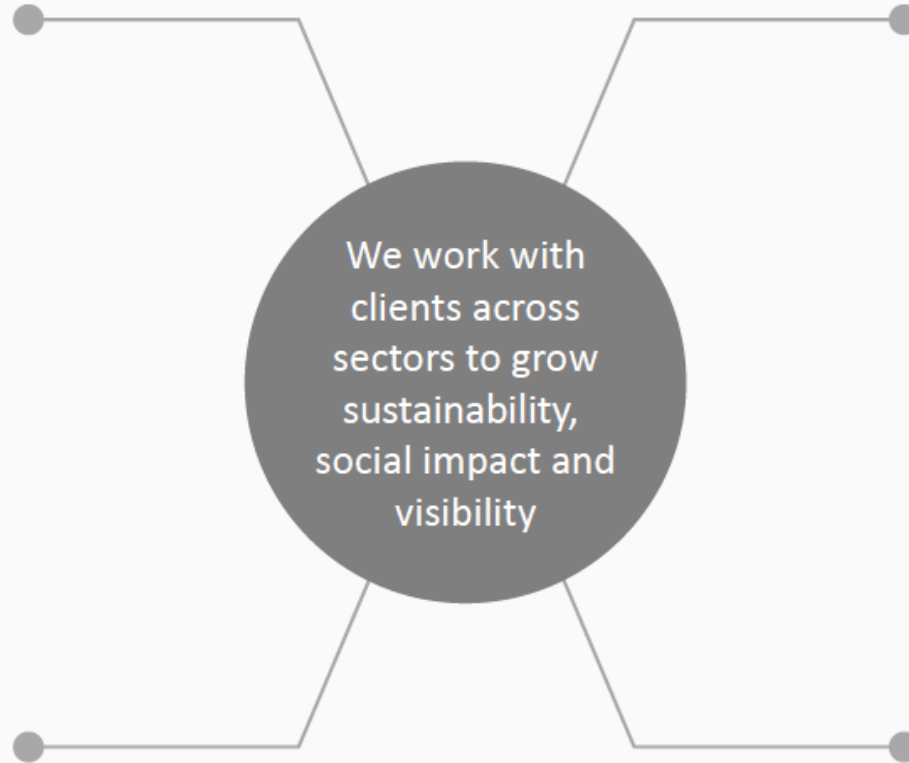 We work with
clients across
sectors to grow
sustainability,
social impact and
visibility